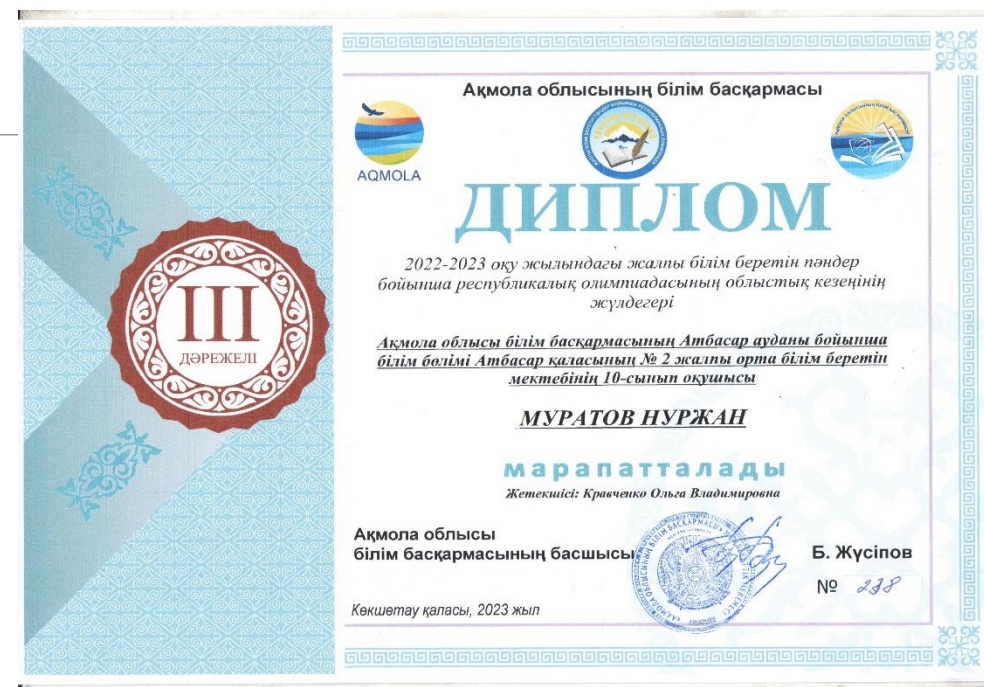 Ақмола облысының білім басқармасы
AQMOLA
ДИПЛОМ
2022-2023 оқу жылындағы жалпы білім беретін пәндер
бойынша республикалық олимпиадасының облыстық кезеңінің
жүлдегері
III
ДӘРЕЖЕЛІ
Ақмола облысы білім басқармасының Атбасар ауданы бойынша
білім бөлімі Атбасар қаласының № 2 жалпы орта білім беретін
мектебінің 10-сынып оқушысы
МУРАТОВ НУРЖАН
марапатталады
Жетекшісі: Кравченко Ольга Владимировна
Ақмола облысы
білім басқармасының басшысы
Б. Жүсіпов
№ 238
Көкшетау қаласы, 2023 жыл